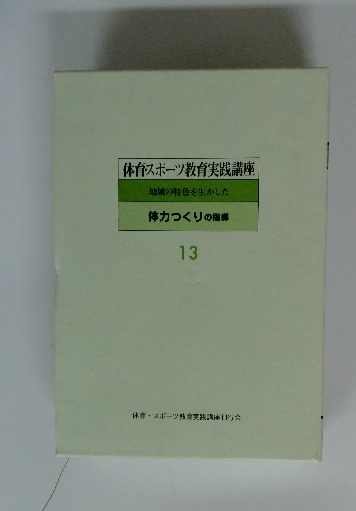 体育スポーツ教育実践講座
地域の特色を生かした
体力つくりの指導
13
体育・スポーツ教育実践講座刊行会